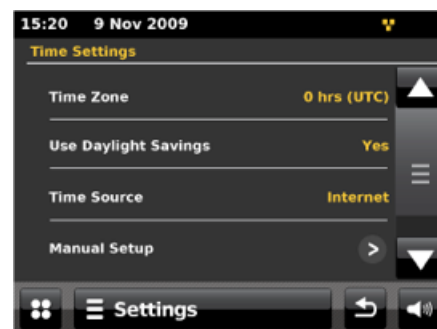 15:20 9 Nov 2009
Time Settings
Time Zone 0 hrs (UTC)
Use Daylight Savings Yes
Time Source Internet
Manual Setup >
Settings